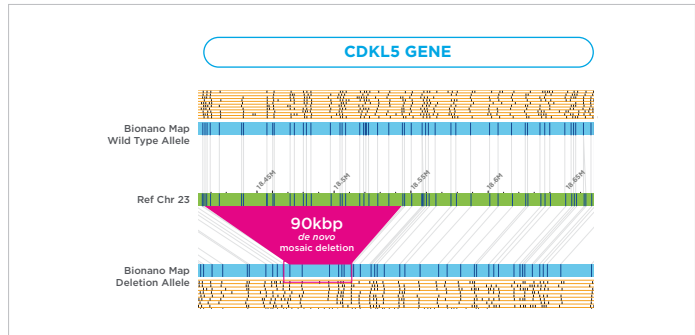 CDKL5 GENE
Bionano Map
Wild Type Allele
18.45M
18.5M
18.55M
18.6M
18.65M
Ref Chr 23
90kbp
de novo
mosaic deletion
Bionano Map
Deletion Allele